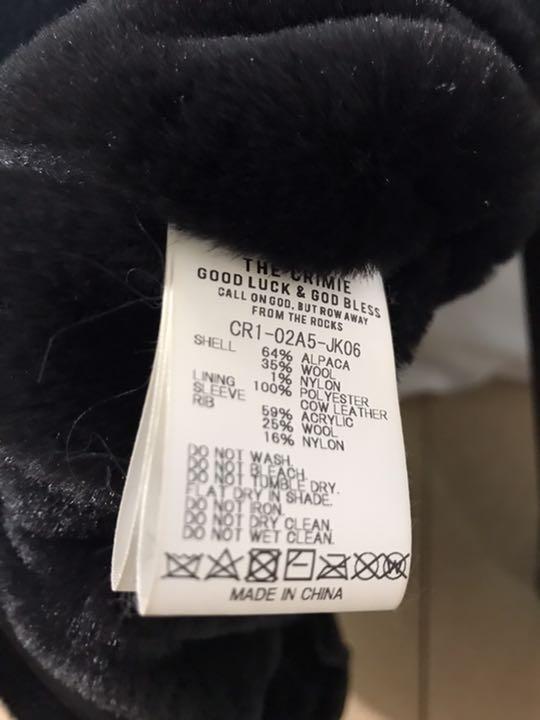 THE CRIMIE
GOOD LUCK & GOD BLESS
CALL ON GOD, BUT ROW AWAY
FROM THE ROCKS
CR1-02A5-JK06
SHELL 64% ALPACA
35% WOOL
1% NYLON
LINING 100% POLYESTER
SLEEVE COW LEATHER
RIB 59% ACRYLIC
25% WOOL
16% NYLON
DO NOT WASH.
DO NOT BLEACH.
DO NOT TUMBLE DRY.
FLAT DRY IN SHADE.
DO NOT IRON.
DO NOT DRY CLEAN.
DO NOT WET CLEAN.
W
MADE IN CHINA